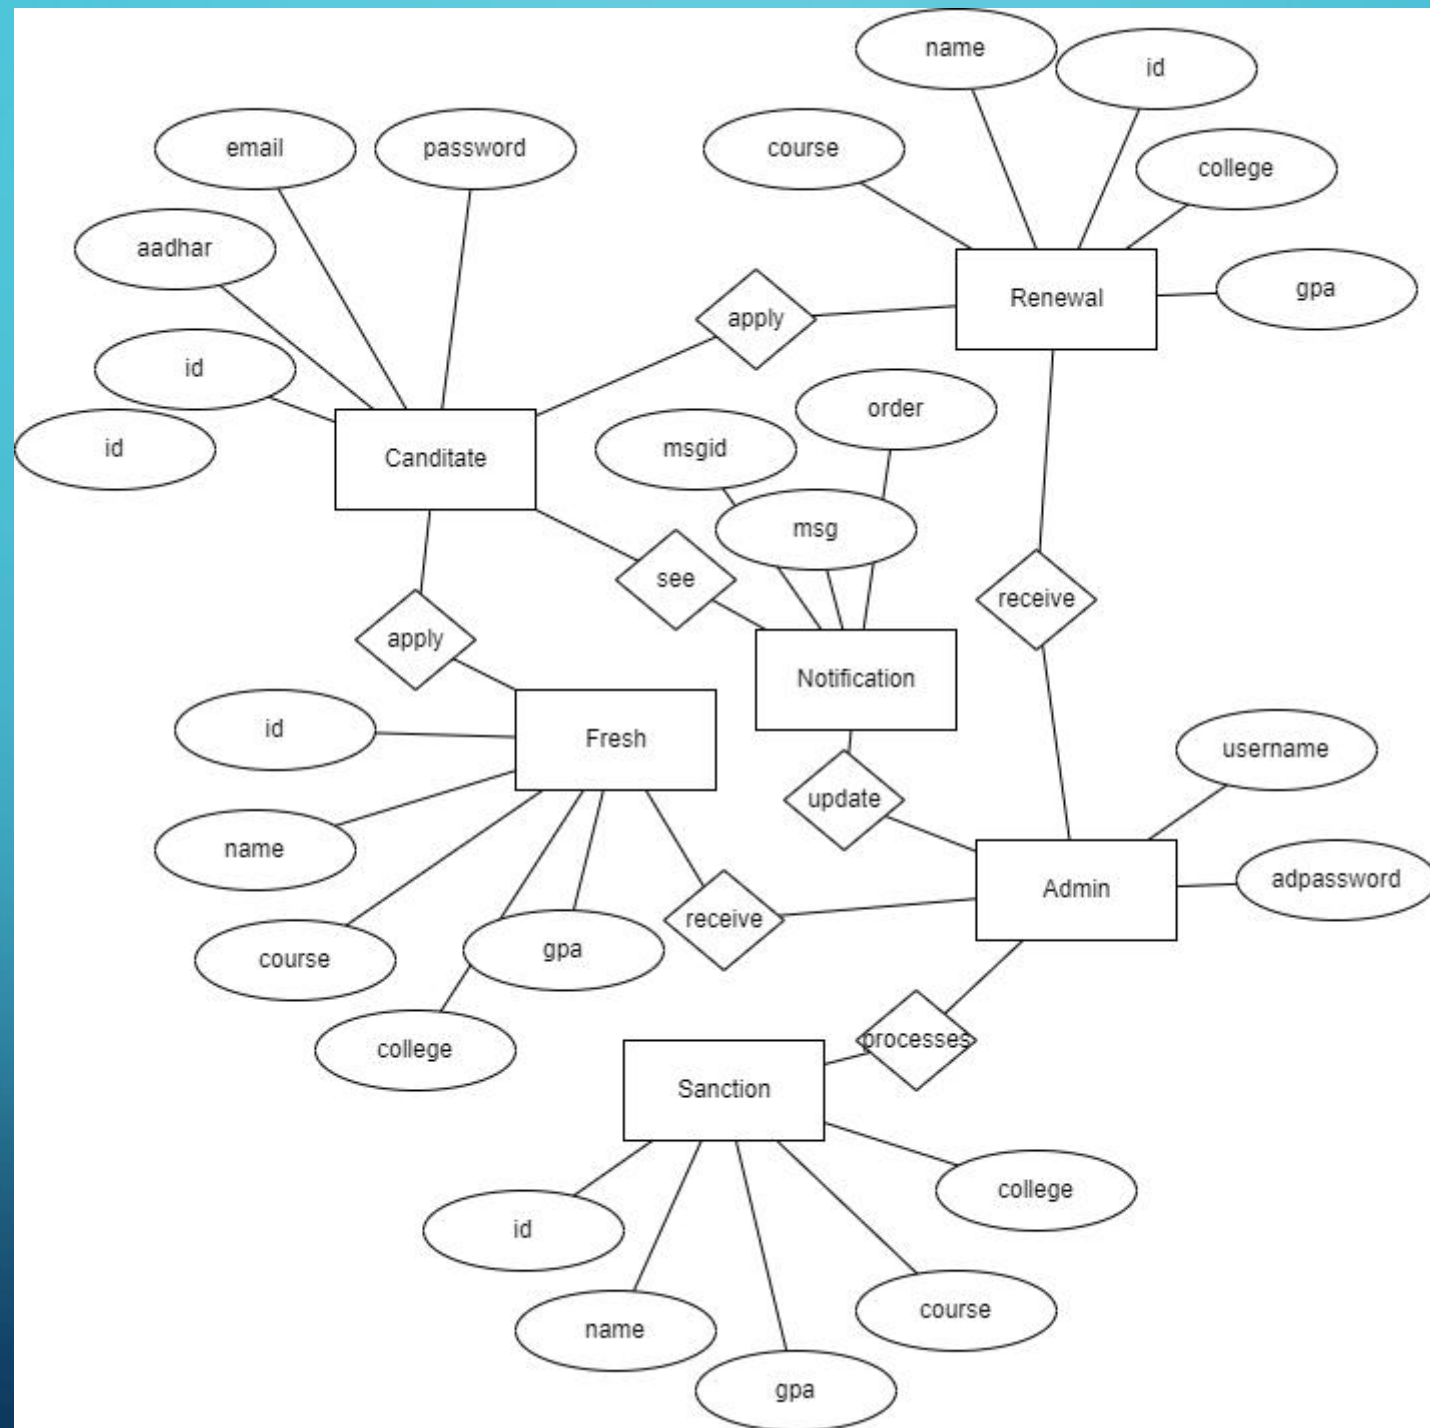 name
id
email
password
course
college
aadhar
gpa
Renewal
apply
id
order
id
Canditate
msgid
msg
see
receive
apply
Notification
id
Fresh
username
update
name
adpassword
Admin
receive
course
gpa
college
processes
Sanction
college
id
course
name
gpa